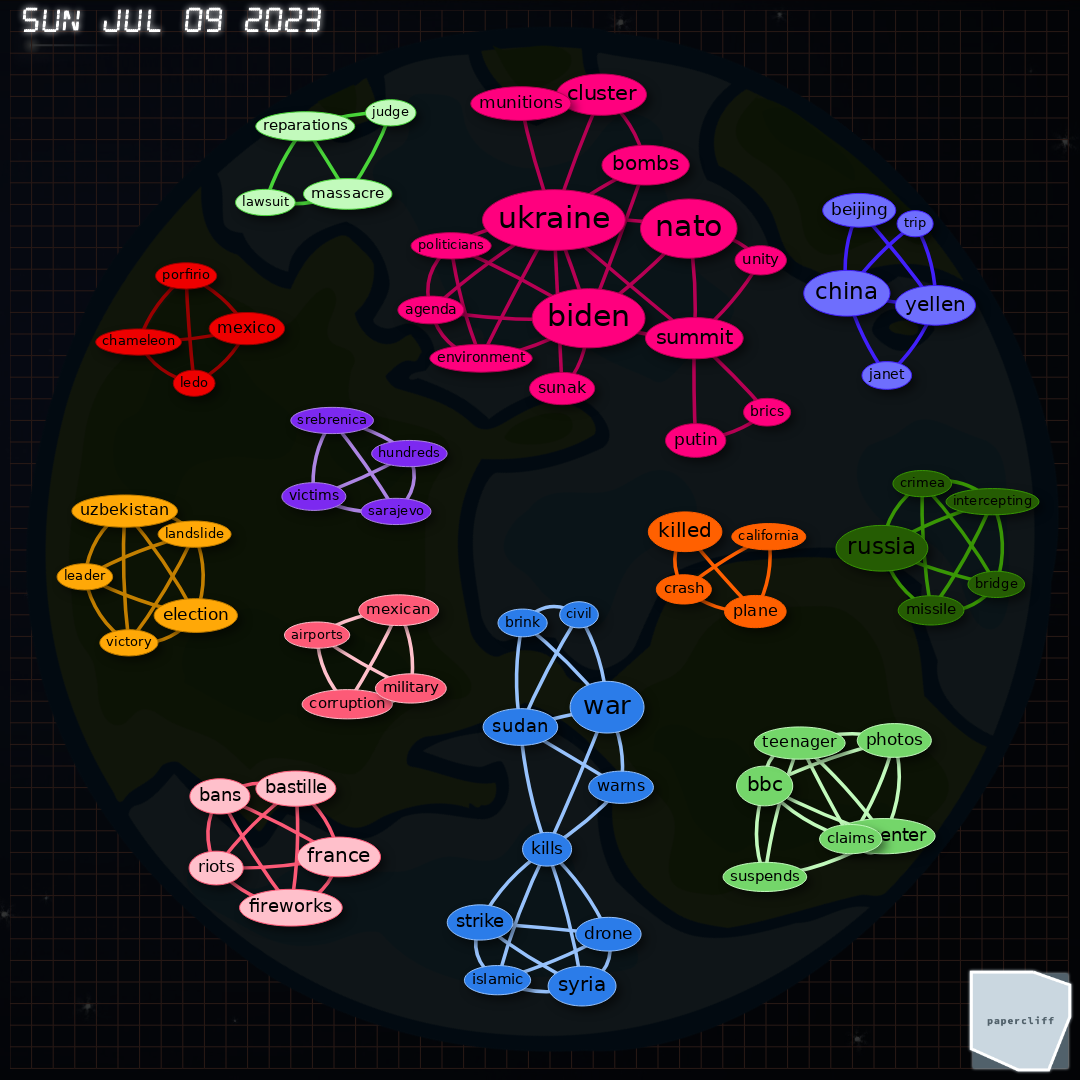 SUN JUL 09 2023
reparations
judge
lawsuit
massacre
munitions
cluster
bombs
ukraine
nato
politicians
unity
agenda
biden
summit
environment
sunak
brics
putin
beijing
trip
china
yellen
janet
porfino
mexico
chameleon
ledo
srebrenica
hundreds
victims
sarajevo
uzbekistan
landslide
leader
election
victory
killed
california
crash
plane
crimea
intercepting
russia
bridge
missile
mexican
airports
military
corruption
brink
civil
war
sudan
warns
kills
strike
drone
islamic
syria
teenager
photos
bbc
claims
enter
suspends
bans
bastille
riots
france
fireworks
papercliff